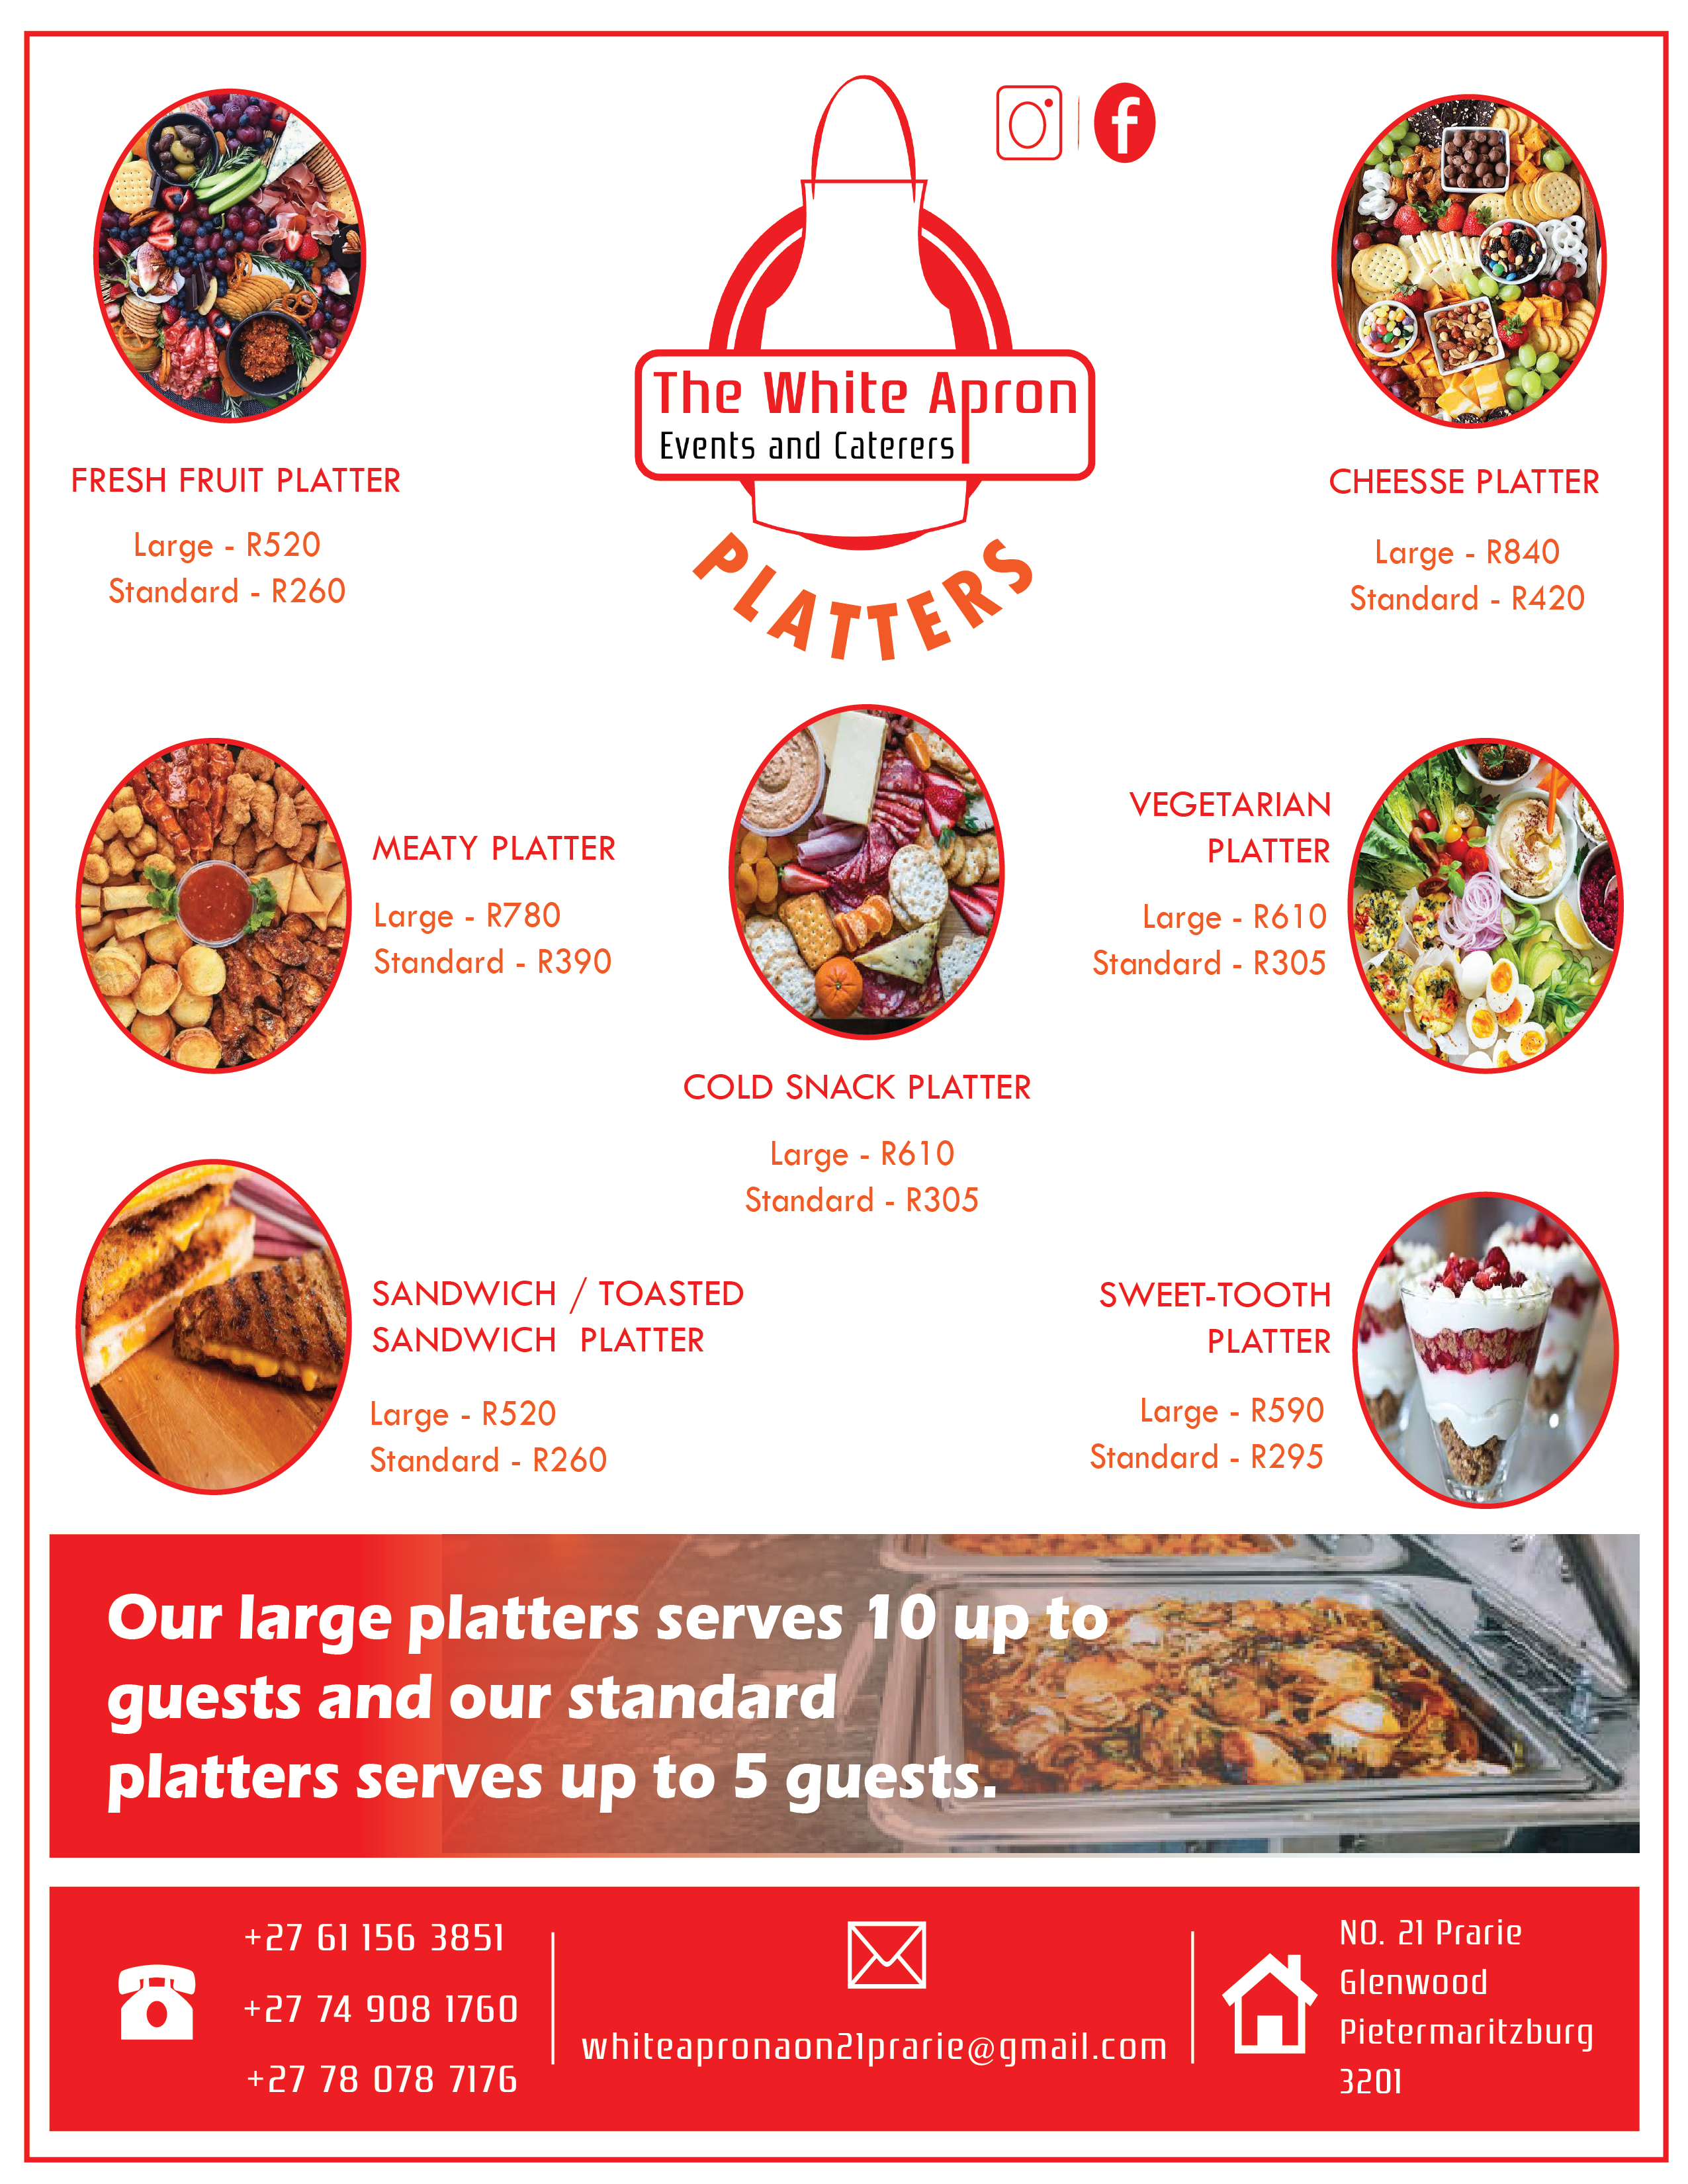 The White Apron
Events and Caterers
PLATTERS
FRESH FRUIT PLATTER
Large - R520
Standard - R260
CHEESSE PLATTER
Large - R840
Standard - R420
MEATY PLATTER
Large - R780
Standard - R390
COLD SNACK PLATTER
Large - R610
Standard - R305
VEGETARIAN
PLATTER
Large - R610
Standard - R305
SANDWICH / TOASTED
SANDWICH PLATTER
Large - R520
Standard - R260
SWEET-TOOTH
PLATTER
Large - R590
Standard - R295
Our large platters serves 10 up to
guests and our standard
platters serves up to 5 guests.
+27 61 156 3851
+27 74 908 1760
+27 78 078 7176
whiteapronaon21prarie@gmail.com
NO. 21 Prarie
Glenwood
Pietermaritzburg
3201